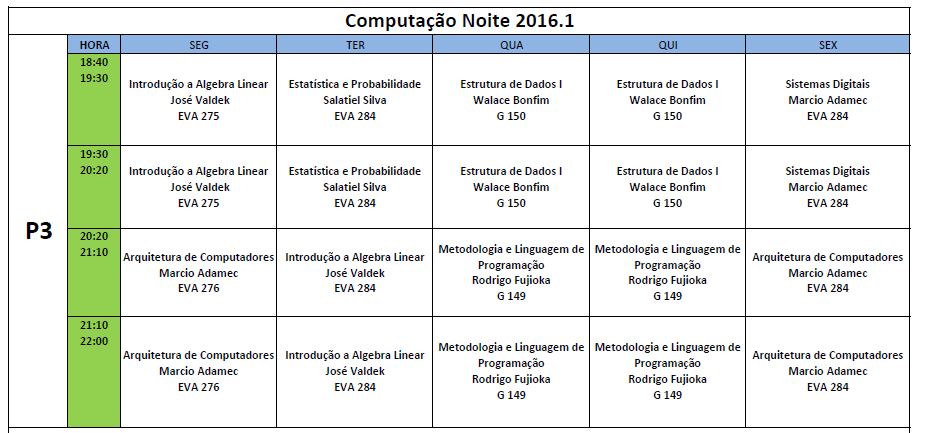 Computação Noite 2016.1
HORA SEG TER QUA QUI SEX
P3
18:40
19:30
Introdução a Algebra Linear
José Valdek
EVA 275
Estatística e Probabilidade
Salatiel Silva
EVA 284
Estrutura de Dados I
Walace Bonfim
G 150
Estrutura de Dados I
Walace Bonfim
G 150
Sistemas Digitais
Marcio Adamec
EVA 284
19:30
20:20
Introdução a Algebra Linear
José Valdek
EVA 275
Estatística e Probabilidade
Salatiel Silva
EVA 284
Estrutura de Dados I
Walace Bonfim
G 150
Estrutura de Dados I
Walace Bonfim
G 150
Sistemas Digitais
Marcio Adamec
EVA 284
20:20
21:10
Arquitetura de Computadores
Marcio Adamec
EVA 276
Introdução a Algebra Linear
José Valdek
EVA 284
Metodologia e Linguagem de
Programação
Rodrigo Fujioka
G 149
Metodologia e Linguagem de
Programação
Rodrigo Fujioka
G 149
Arquitetura de Computadores
Marcio Adamec
EVA 284
21:10
22:00
Arquitetura de Computadores
Marcio Adamec
EVA 276
Introdução a Algebra Linear
José Valdek
EVA 284
Metodologia e Linguagem de
Programação
Rodrigo Fujioka
G 149
Metodologia e Linguagem de
Programação
Rodrigo Fujioka
G 149
Arquitetura de Computadores
Marcio Adamec
EVA 284